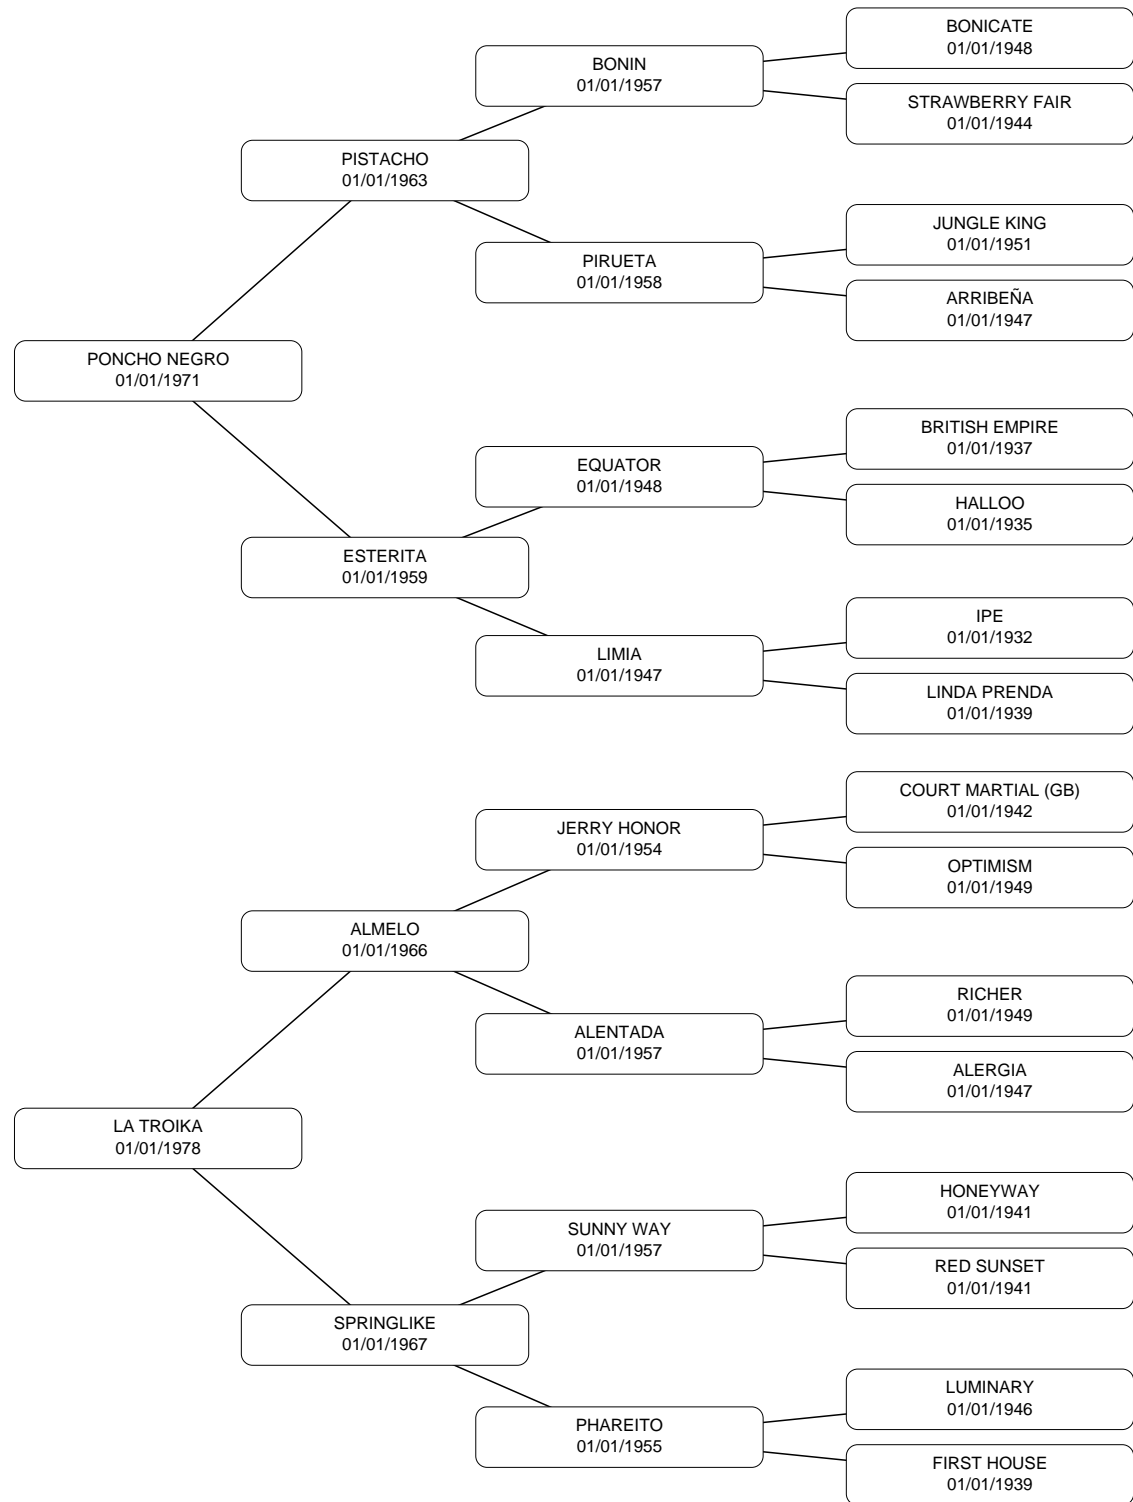 BONICATE
01/01/1948
BONIN
01/01/1957
STRAWBERRY FAIR
01/01/1944
PISTACHO
01/01/1963
JUNGLE KING
01/01/1951
PIRUETA
01/01/1958
ARRIBEÑA
01/01/1947
PONCHO NEGRO
01/01/1971
BRITISH EMPIRE
01/01/1937
EQUATOR
01/01/1948
HALLOO
01/01/1935
ESTERITA
01/01/1959
IPE
01/01/1932
LIMIA
01/01/1947
LINDA PRENDA
01/01/1939
COURT MARTIAL (GB)
01/01/1942
JERRY HONOR
01/01/1954
OPTIMISM
01/01/1949
ALMELO
01/01/1966
RICHER
01/01/1949
ALENTADA
01/01/1957
ALERGIA
01/01/1947
LA TROIKA
01/01/1978
HONEYWAY
01/01/1941
SUNNY WAY
01/01/1957
RED SUNSET
01/01/1941
SPRINGLIKE
01/01/1967
LUMINARY
01/01/1946
PHAREITO
01/01/1955
FIRST HOUSE
01/01/1939